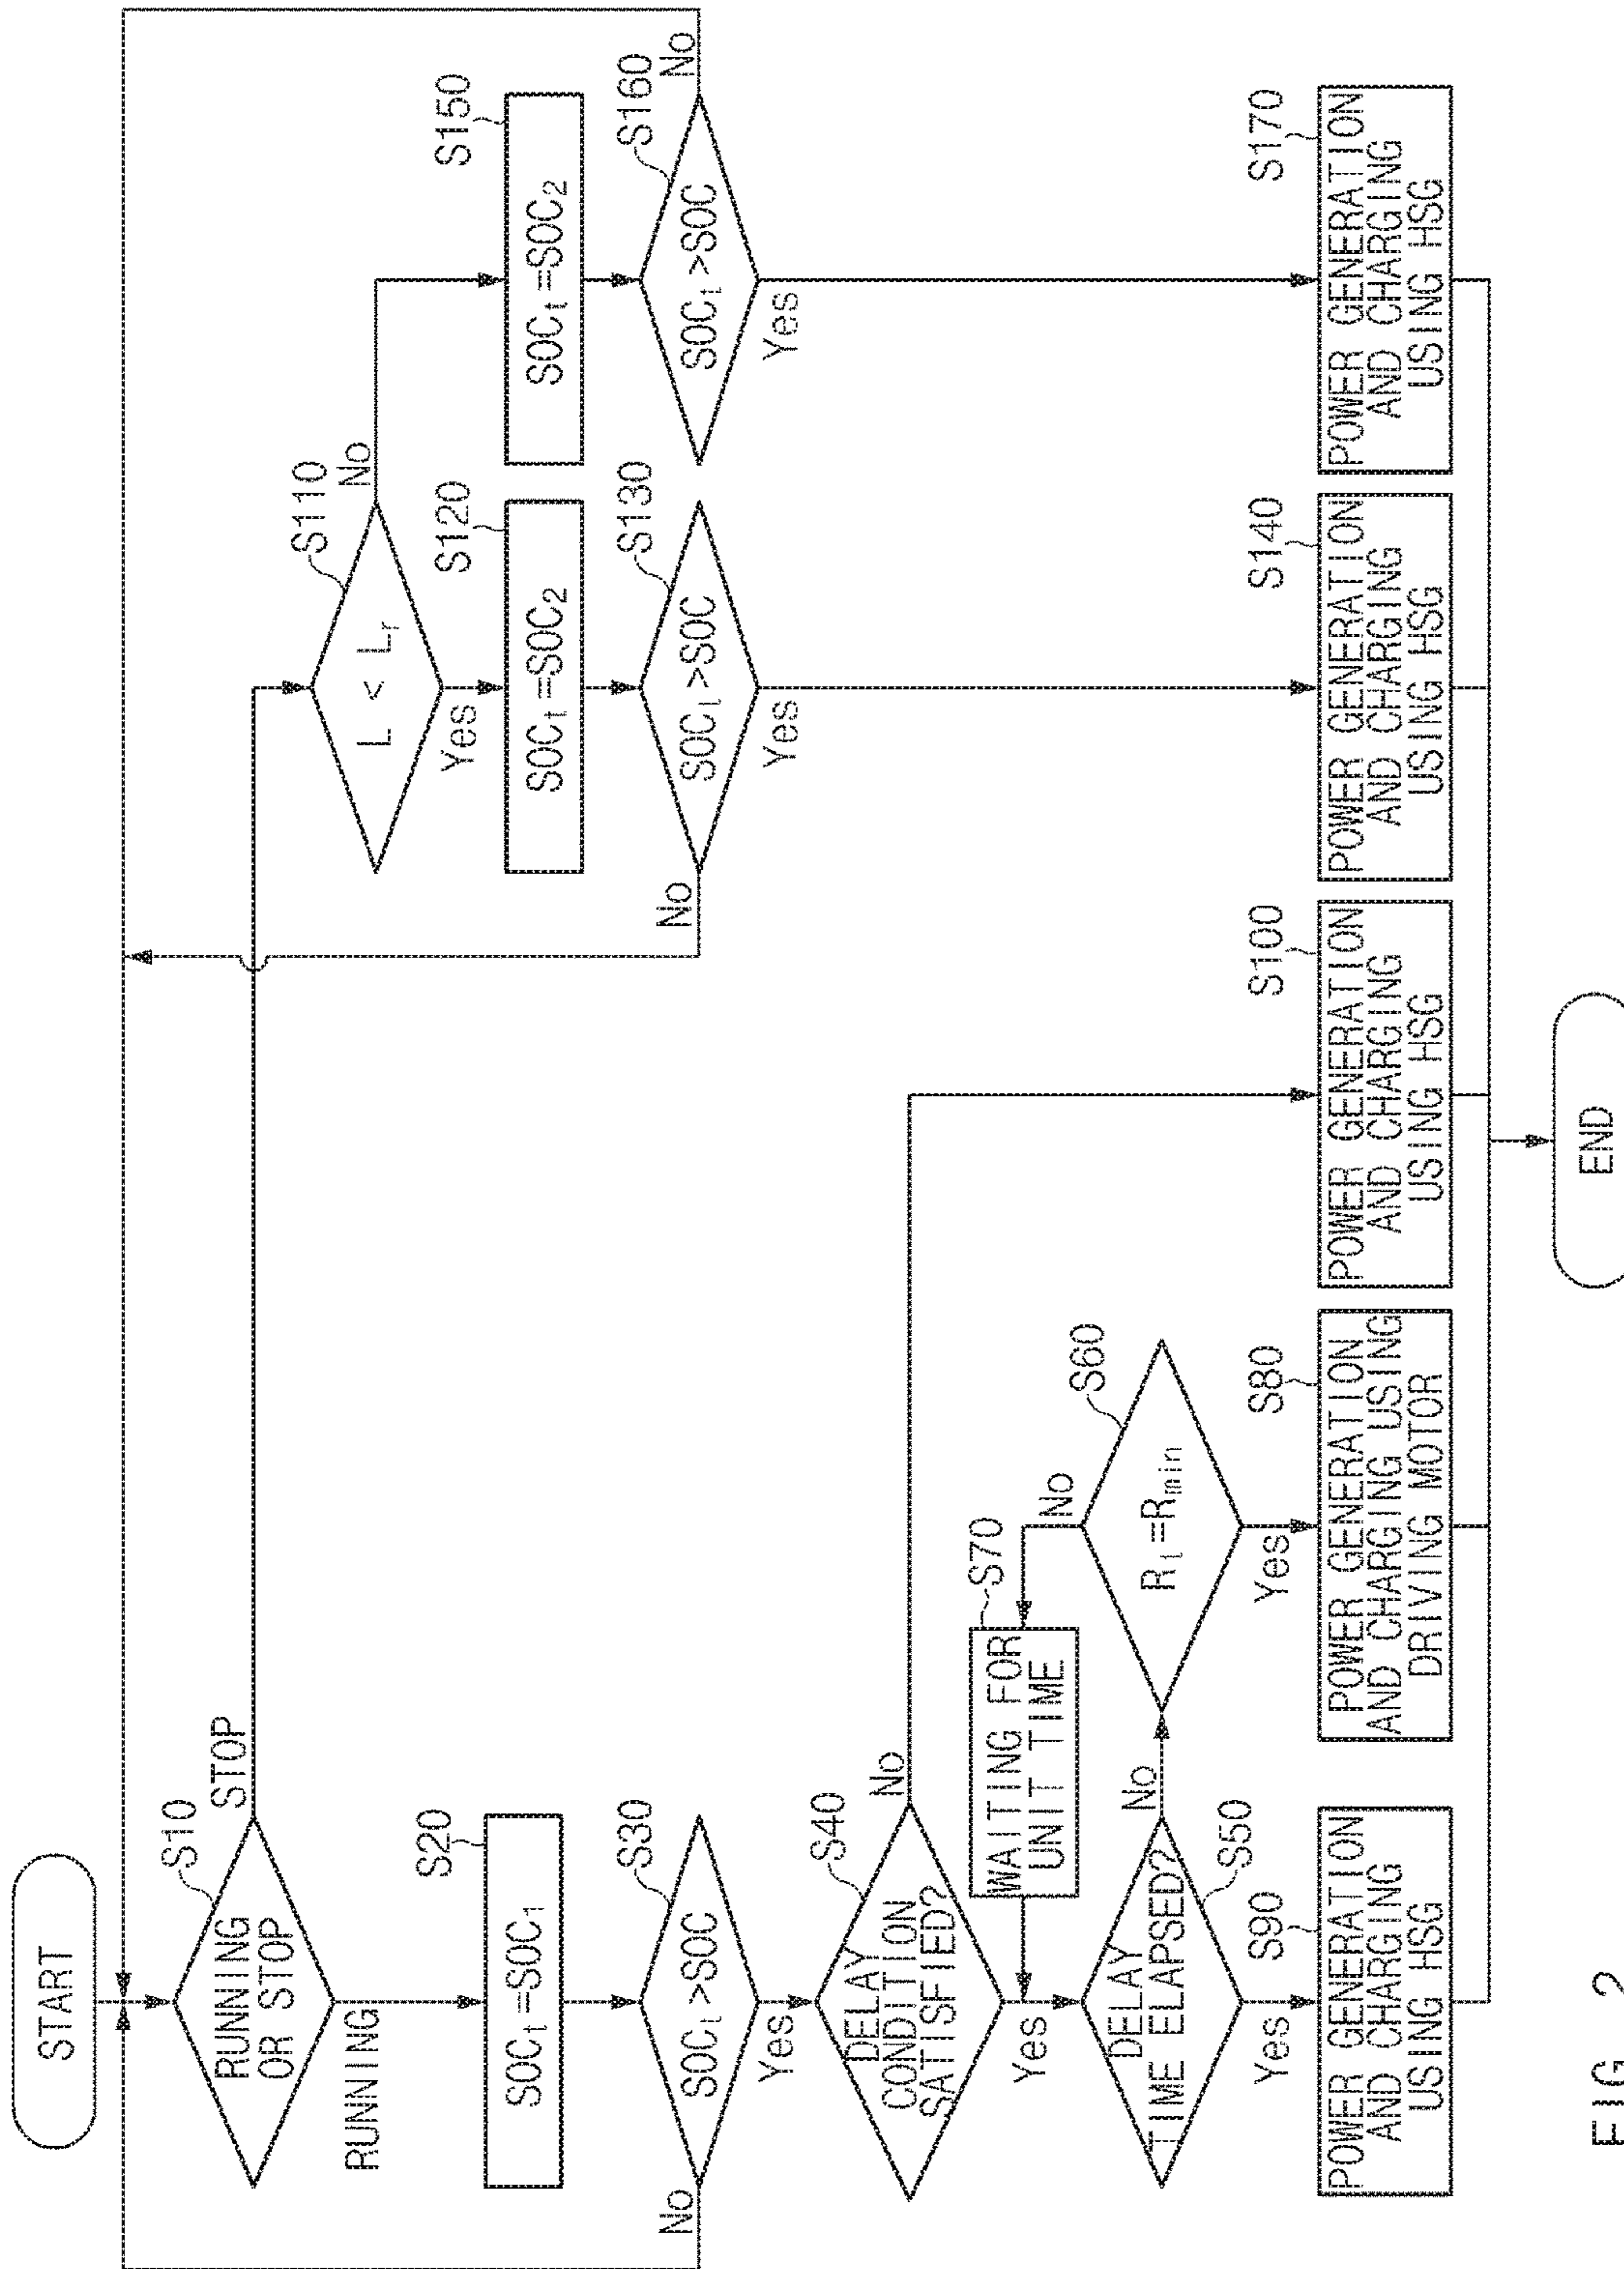 START
S10
RUNNING
OR STOP
STOP
RUNNING
S20
SOCt=SOC1
S30
SOCt>SOC
No
Yes
S40
DELAY
CONDITION
SATISFIED?
No
Yes
S70
WAITING FOR
UNIT TIME
DELAY
TIME ELAPSED?
S50
No
Yes
S60
Rt=Rmin
No
Yes
S90
POWER GENERATION
AND CHARGING
USING HSG
S80
POWER GENERATION
AND CHARGING USING
DRIVING MOTOR
S100
POWER GENERATION
AND CHARGING
USING HSG
S110
L < Lr
No
Yes
S120
SOCt=SOC2
S130
SOCt>SOC
No
Yes
S140
POWER GENERATION
AND CHARGING
USING HSG
S150
SOCt=SOC2
S160
SOCt>SOC
No
Yes
S170
POWER GENERATION
AND CHARGING
USING HSG
END
FIG. 2